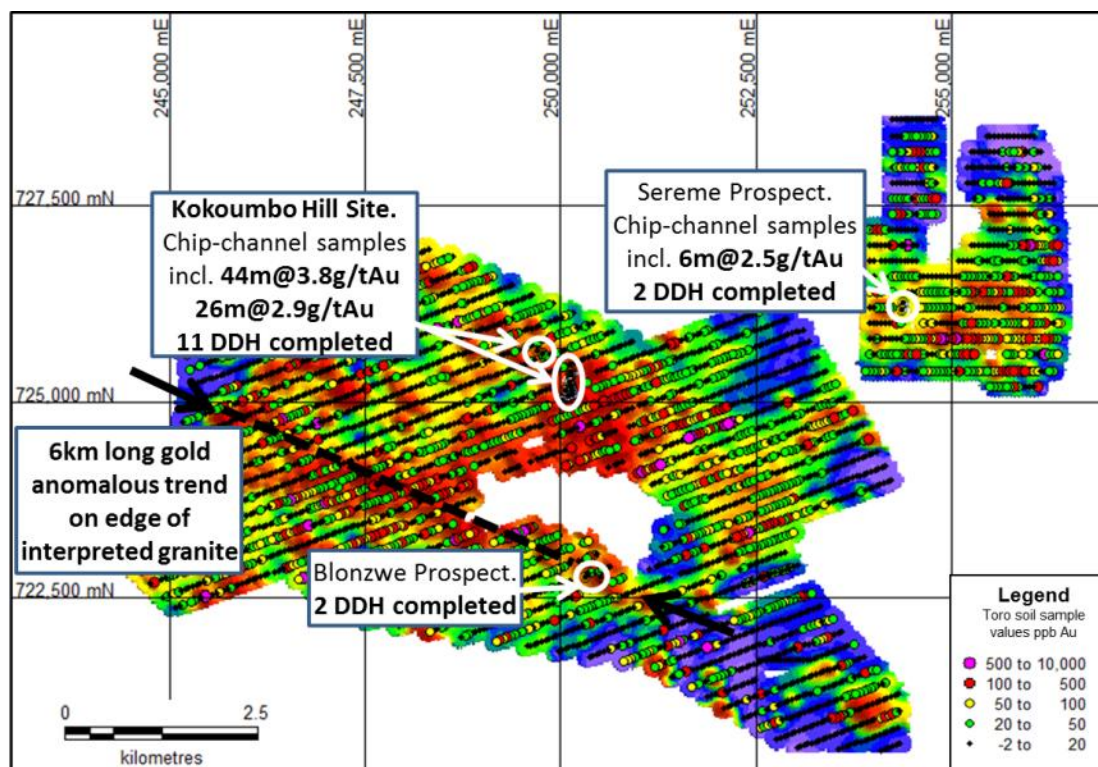 245,000 mE
247,500 mE
250,000 mE
252,500 mE
255,000 mE
727,500 mN
725,000 mN
722,500 mN
Kokoumbo Hill Site.
Chip-channel samples
incl. 44m@3.8g/tAu
26m@2.9g/tAu
11 DDH completed
Sereme Prospect.
Chip-channel samples
incl. 6m@2.5g/tAu
2 DDH completed
6km long gold
anomalous trend
on edge of
interpreted granite
Blonzwe Prospect.
2 DDH completed
0 2.5
kilometres
Legend
Toro soil sample
values ppb Au
500 to 10,000
100 to 500
50 to 100
20 to 50
-2 to 20